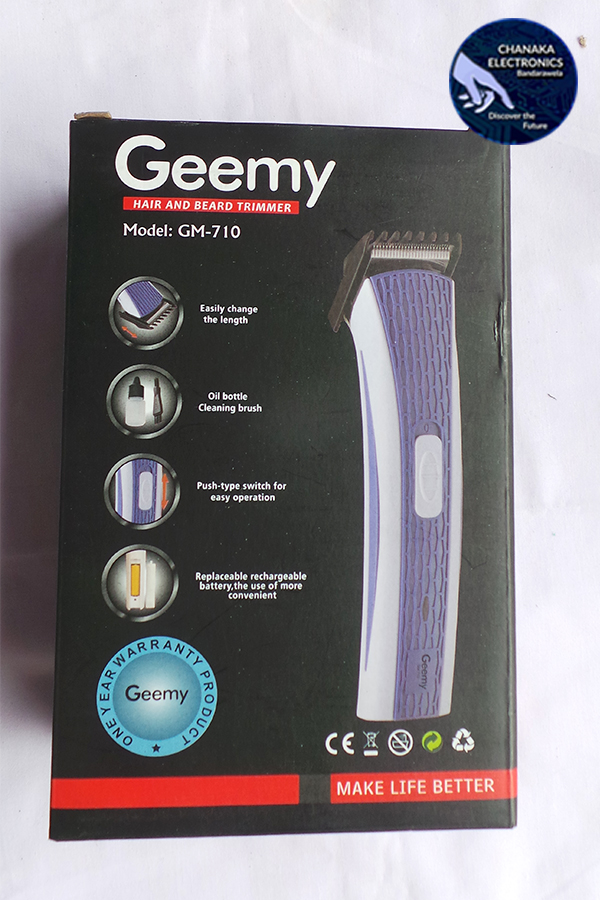 CHANAKA
ELECTRONICS
Bandarawela
Discover the
Future
Geemy
HAIR AND BEARD TRIMMER
Model: GM-710
Easily change
the length
Oil bottle
Cleaning brush
Push-type switch for
easy operation
Replaceable rechargeable
battery,the use of more
convenient
ONE YEAR WARRANTY PRODUCT
Geemy
Geemy
CE
MAKE LIFE BETTER